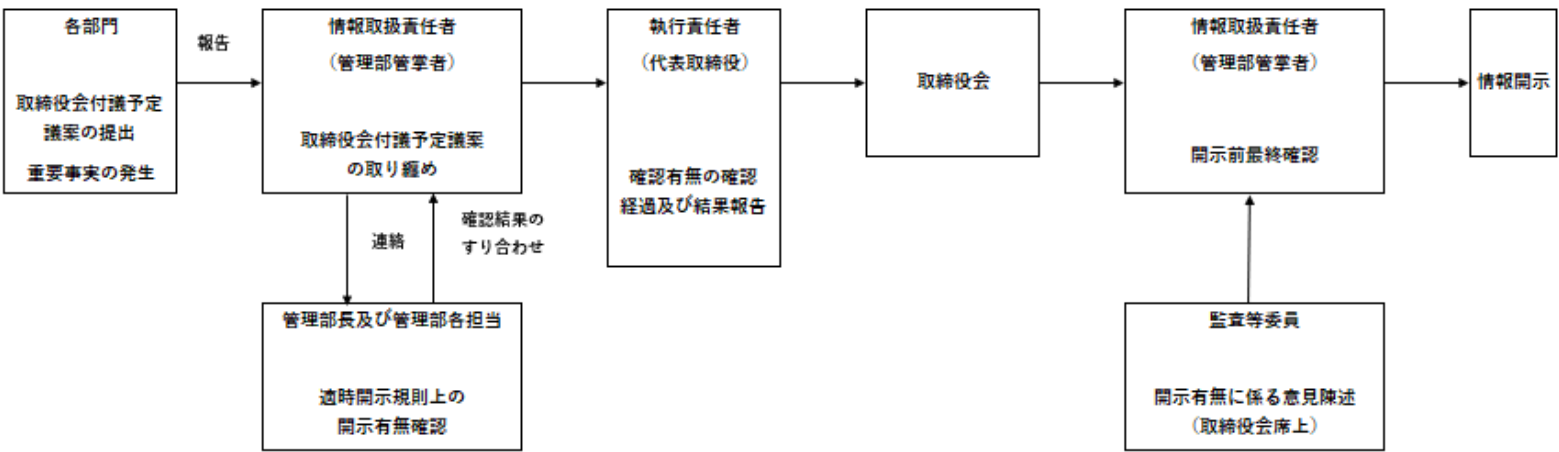 各部門
取締役会付議予定
議案の提出
重要事実の発生
報告
情報取扱責任者
（管理部管掌者）
取締役会付議予定議案
の取り纏め
連絡
確認結果の
すり合わせ
管理部長及び管理部各担当
適時開示規則上の
開示有無確認
執行責任者
（代表取締役）
確認有無の確認
経過及び結果報告
取締役会
情報取扱責任者
（管理部管掌者）
開示前最終確認
監査等委員
開示有無に係る意見陳述
（取締役会席上）
情報開示